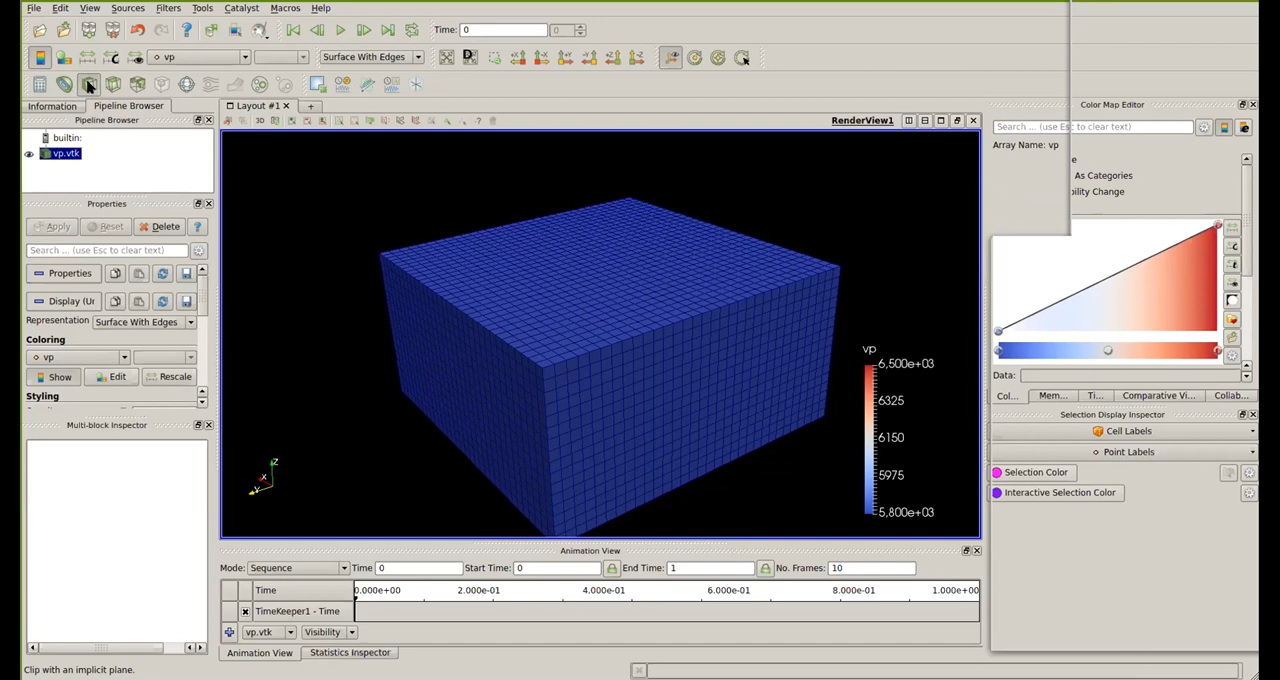 File Edit View Sources Filters Tools Catalyst Macros Help
Time: 0 0
vp Surface With Edges
Information Pipeline Browser
Pipeline Browser
builtin:
vp.vtk
Properties
Apply Reset Delete ?
Search ... (use Esc to clear text)
Properties
Display (Ur
Representation Surface With Edges
Coloring
vp
Show Edit Rescale
Styling
Multi-block Inspector
Layout #1 +
3D RenderView1
vp
6,500e+03
6325
6150
5975
5,800e+03
Z
X
Y
Animation View
Mode: Sequence Time 0 Start Time: 0 End Time: 1 No. Frames: 10
Time 0.000e+00 2.000e-01 4.000e-01 6.000e-01 8.000e-01 1.000e+00
TimeKeeper1 - Time
vp.vtk Visibility
Animation View Statistics Inspector
Color Map Editor
Search ... (use Esc to clear text)
Array Name: vp
e
As Categories
bility Change
Data:
Col... Mem... Ti... Comparative Vi... Collab...
Selection Display Inspector
Cell Labels
Point Labels
Selection Color
Interactive Selection Color
Clip with an implicit plane.